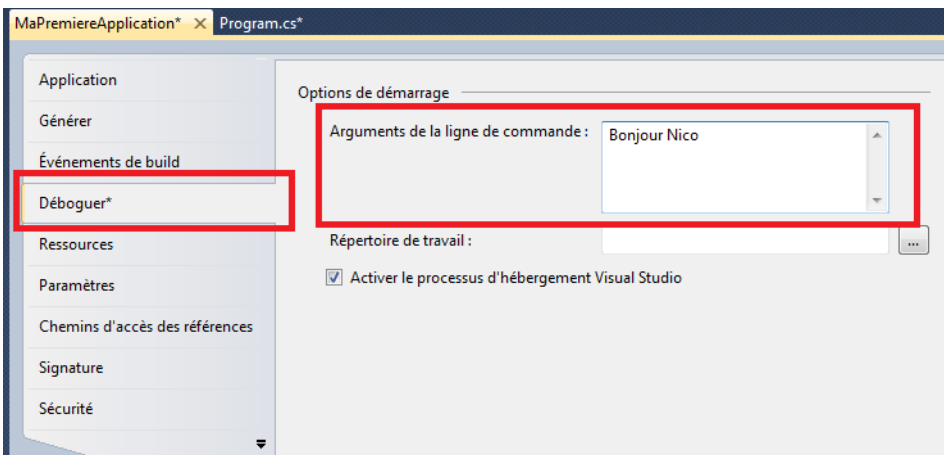 MaPremiereApplication* Program.cs*
Application
Options de démarrage
Générer
Arguments de la ligne de commande :
Bonjour Nico
Événements de build
Déboguer*
Ressources
Répertoire de travail :
...
Paramètres
Activer le processus d'hébergement Visual Studio
Chemins d'accès des références
Signature
Sécurité